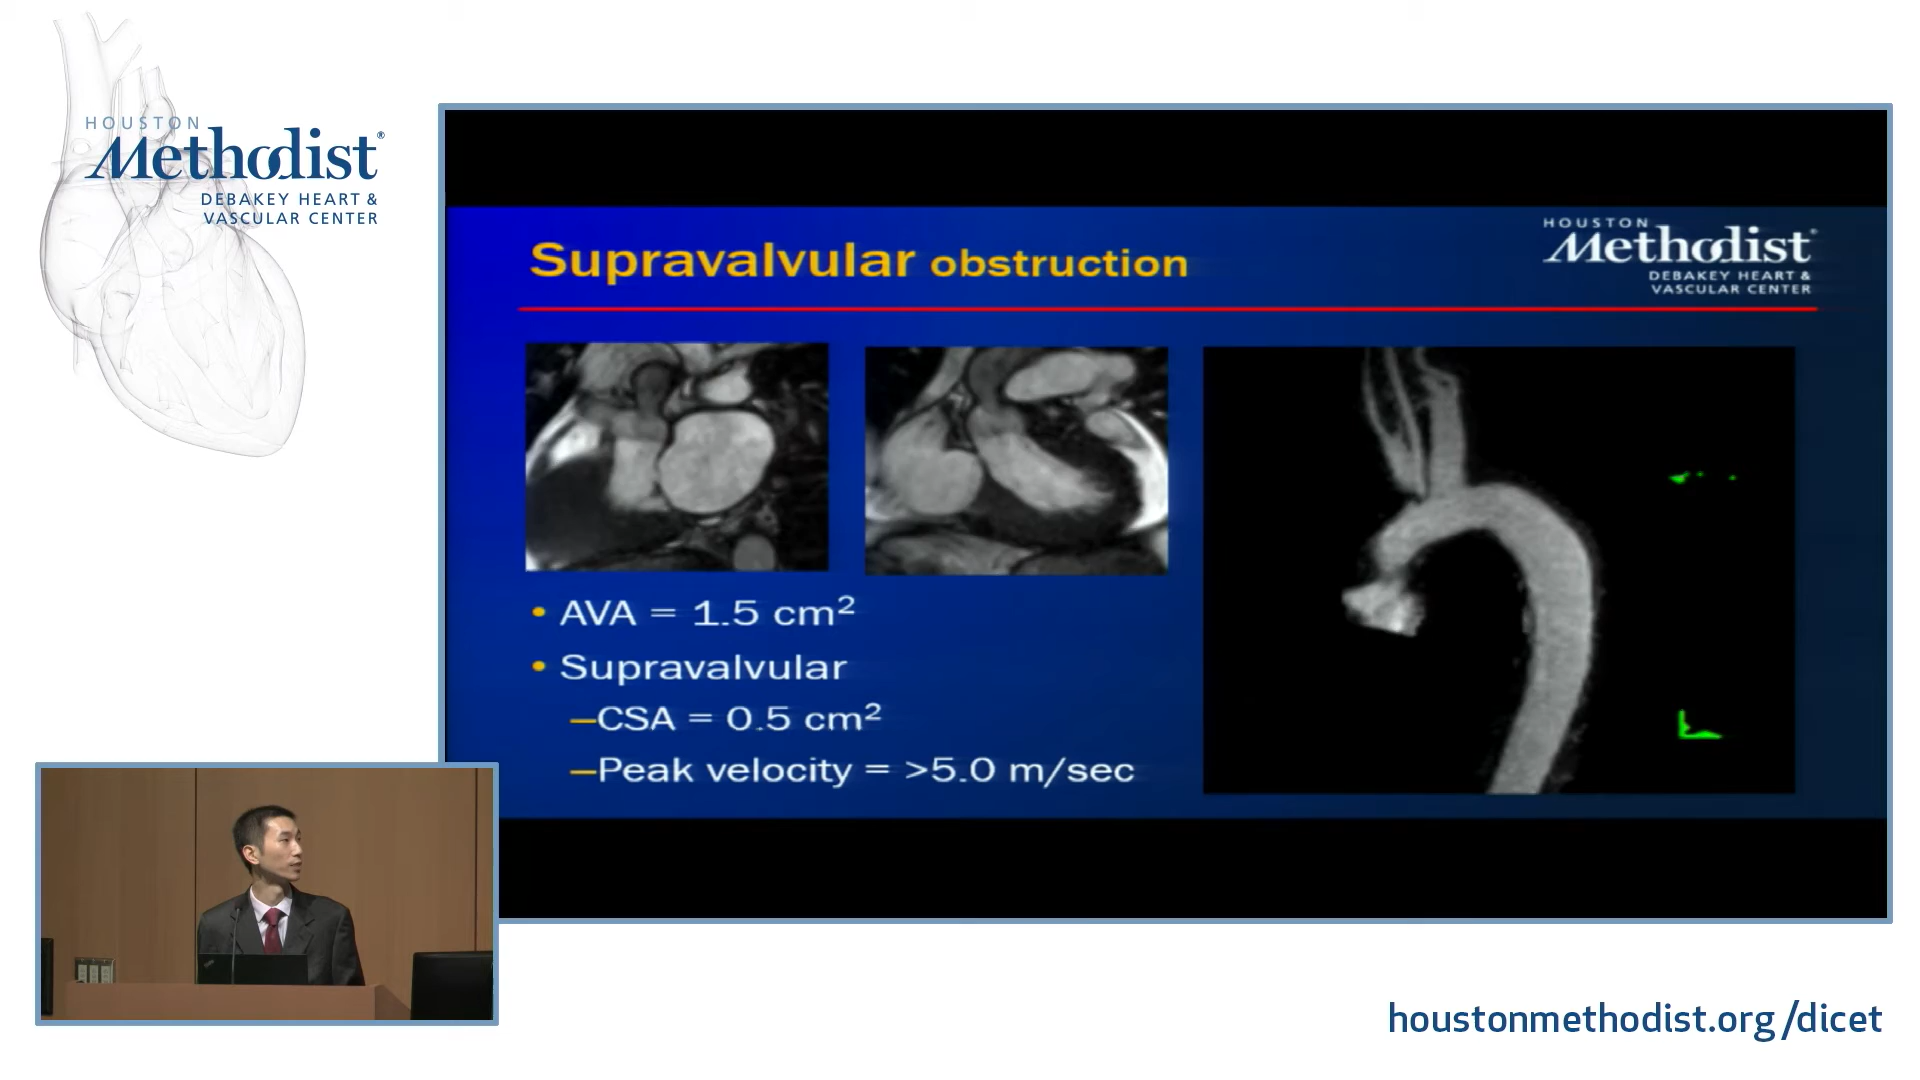 HOUSTON
Methodist®
DEBAKEY HEART &
VASCULAR CENTER
Supravalvular obstruction
HOUSTON
Methodist®
DEBAKEY HEART &
VASCULAR CENTER
• AVA = 1.5 cm²
• Supravalvular
–CSA = 0.5 cm²
–Peak velocity = >5.0 m/sec
houstonmethodist.org/dicet